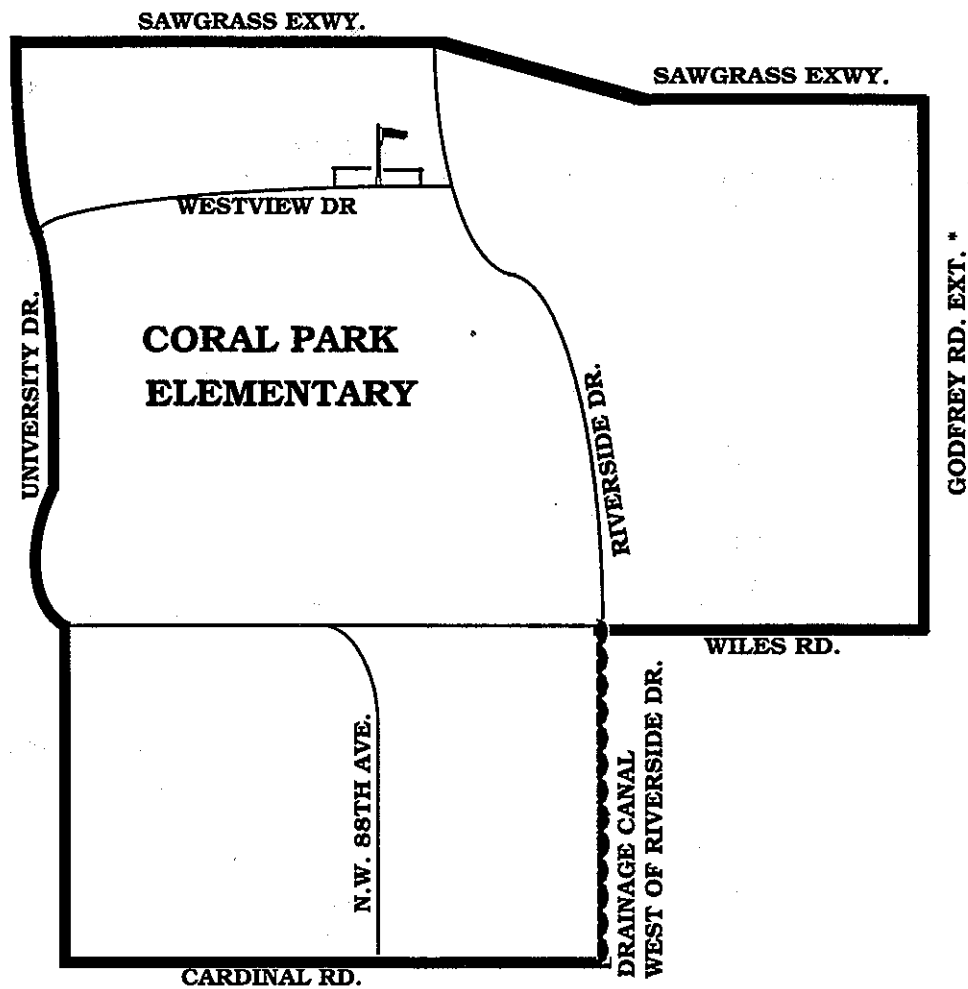 SAWGRASS EXWY.
SAWGRASS EXWY.
WESTVIEW DR
GODFREY RD. EXT. *
UNIVERSITY DR.
CORAL PARK
ELEMENTARY
RIVERSIDE DR.
WILES RD.
N.W. 88TH AVE.
DRAINAGE CANAL
WEST OF RIVERSIDE DR.
CARDINAL RD.